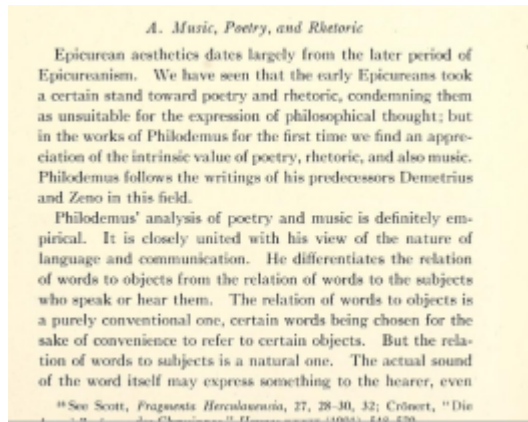 A. Music, Poetry, and Rhetoric
Epicurean aesthetics dates largely from the later period of
Epicureanism. We have seen that the early Epicureans took
a certain stand toward poetry and rhetoric, condemning them
as unsuitable for the expression of philosophical thought; but
in the works of Philodemus for the first time we find an appre-
ciation of the intrinsic value of poetry, rhetoric, and also music.
Philodemus follows the writings of his predecessors Demetrius
and Zeno in this field.
Philodemus' analysis of poetry and music is definitely em-
pirical. It is closely united with his view of the nature of
language and communication. He differentiates the relation
of words to objects from the relation of words to the subjects
who speak or hear them. The relation of words to objects is
a purely conventional one, certain words being chosen for the
sake of convenience to refer to certain objects. But the rela-
tion of words to subjects is a natural one. The actual sound
of the word itself may express something to the hearer, even
See Scott, Fragmenta Herculanensia, 27, 28-30, 32; Crönert, "Die